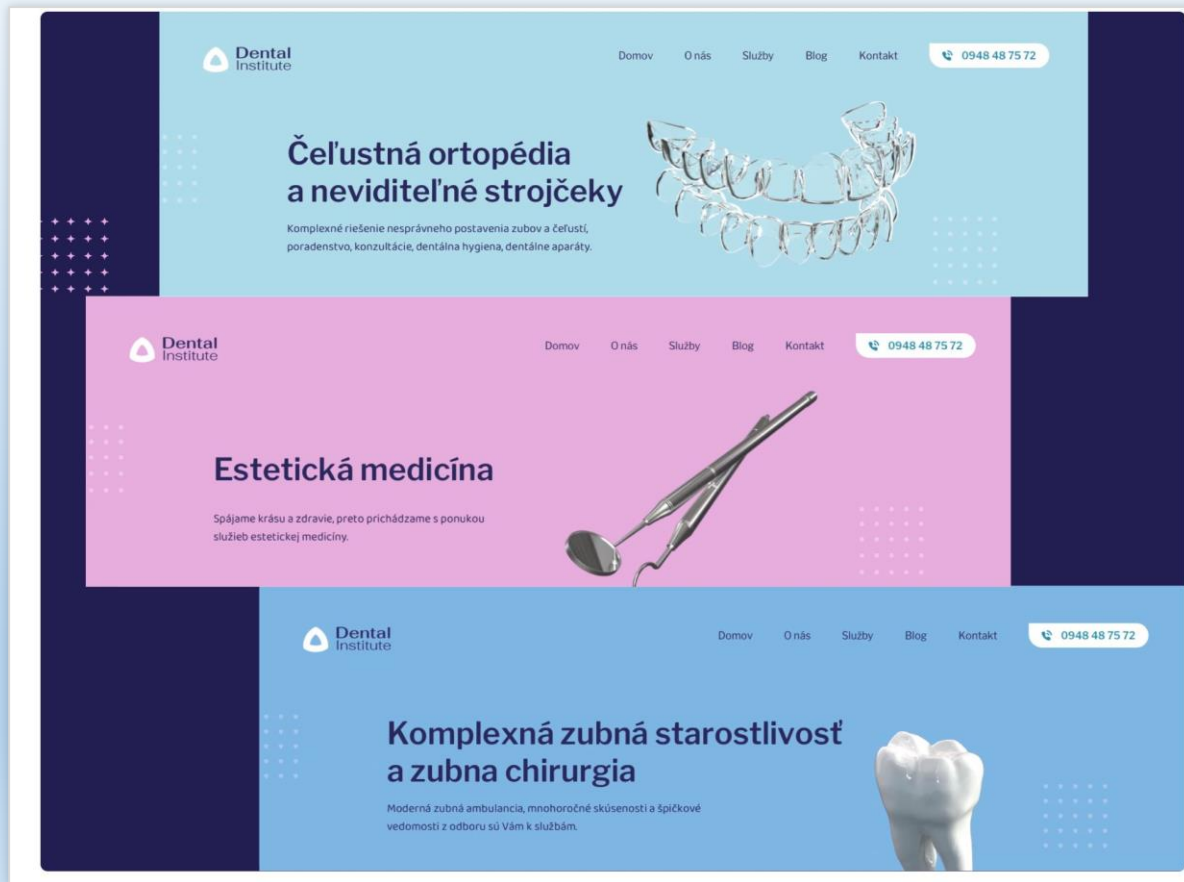 Dental
Institute
Domov O nás Služby Blog Kontakt 0948 48 75 72
Čeľustná ortopédia
a neviditeľné strojčeky
Komplexné riešenie nesprávneho postavenia zubov a čeľustí,
poradenstvo, konzultácie, dentálna hygiena, dentálne aparáty.
Dental
Institute
Domov O nás Služby Blog Kontakt 0948 48 75 72
Estetická medicína
Spájame krásu a zdravie, preto prichádzame s ponukou
služieb estetickej medicíny.
Dental
Institute
Domov O nás Služby Blog Kontakt 0948 48 75 72
Komplexná zubná starostlivosť
a zubna chirurgia
Moderná zubná ambulancia, mnohoročné skúsenosti a špičkové
vedomosti z odboru sú Vám k službám.